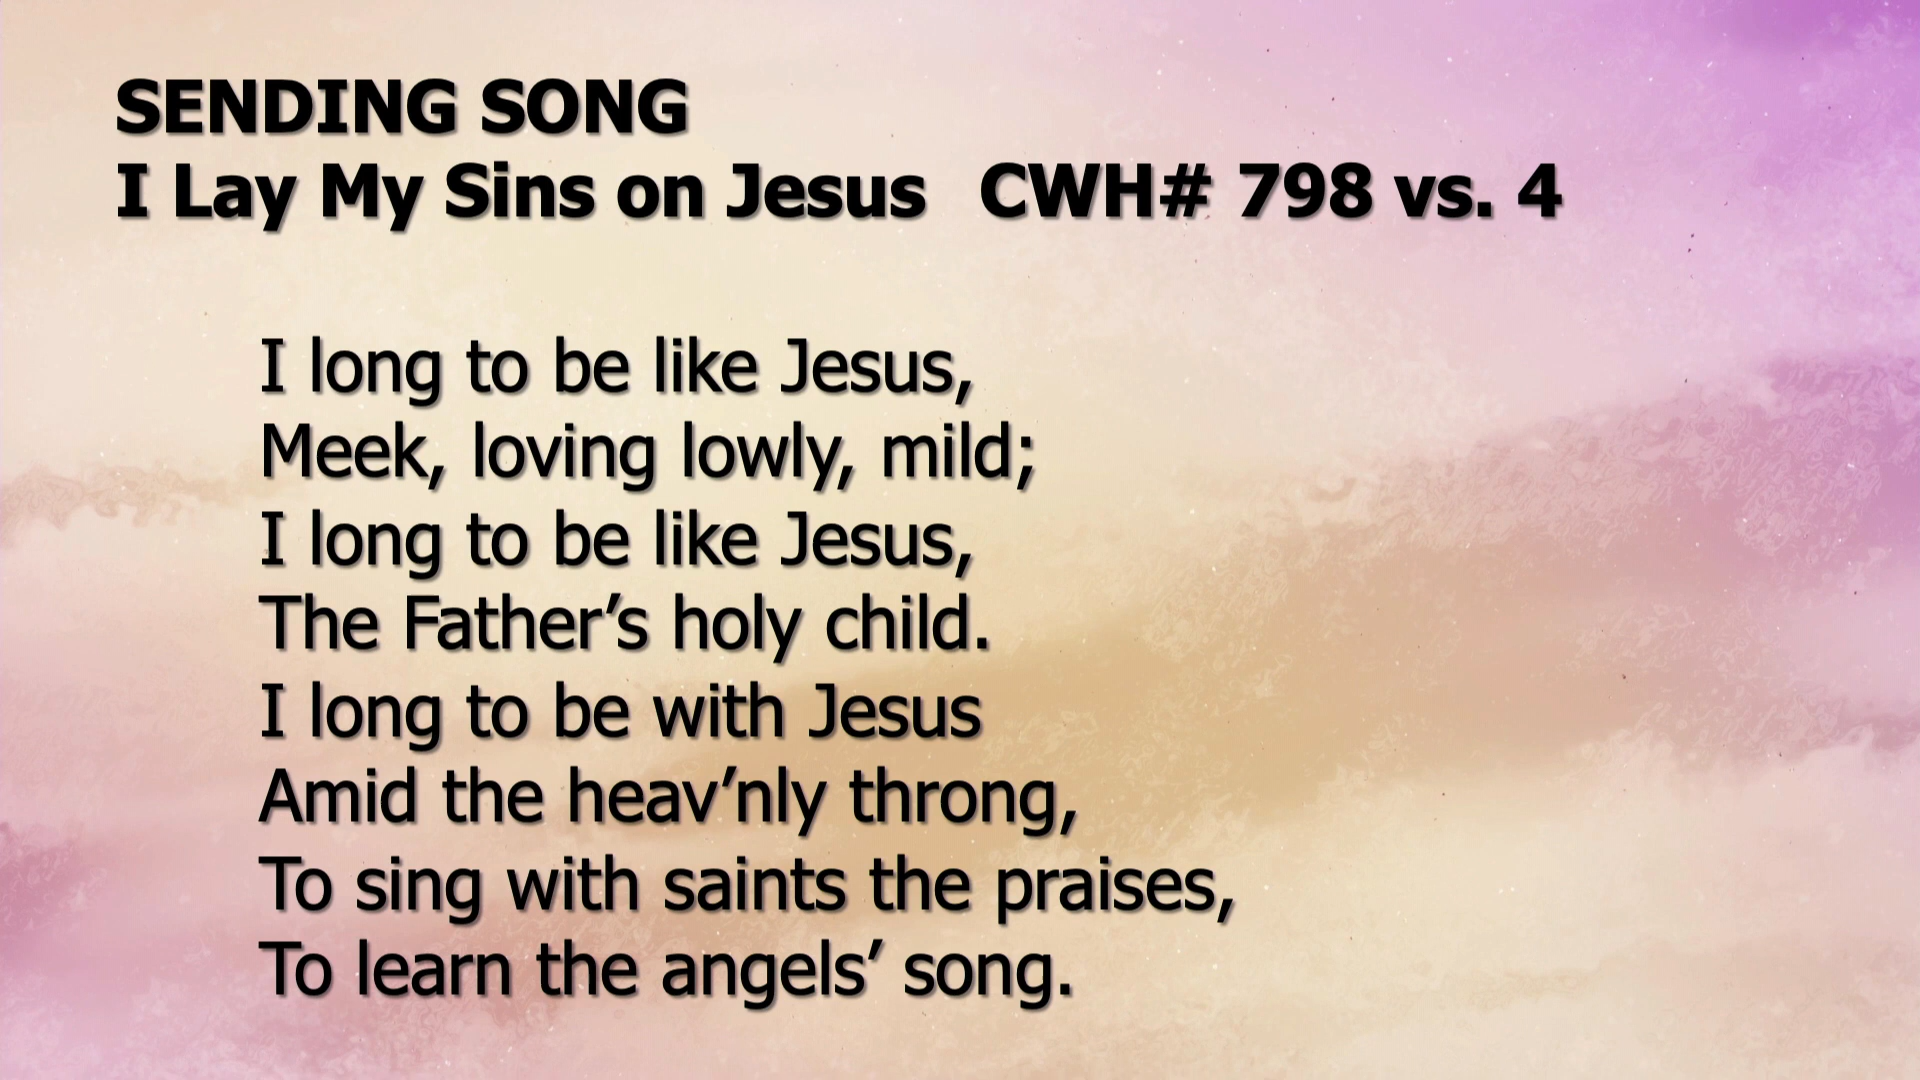 SENDING SONG
I Lay My Sins on Jesus CWH# 798 vs. 4
I long to be like Jesus,
Meek, loving lowly, mild;
I long to be like Jesus,
The Father’s holy child.
I long to be with Jesus
Amid the heav’nly throng,
To sing with saints the praises,
To learn the angels’ song.